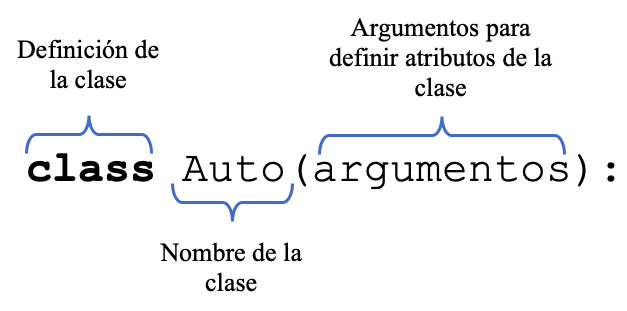 Definición de
la clase
Argumentos para
definir atributos de la
clase
class Auto(argumentos):
Nombre de la
clase